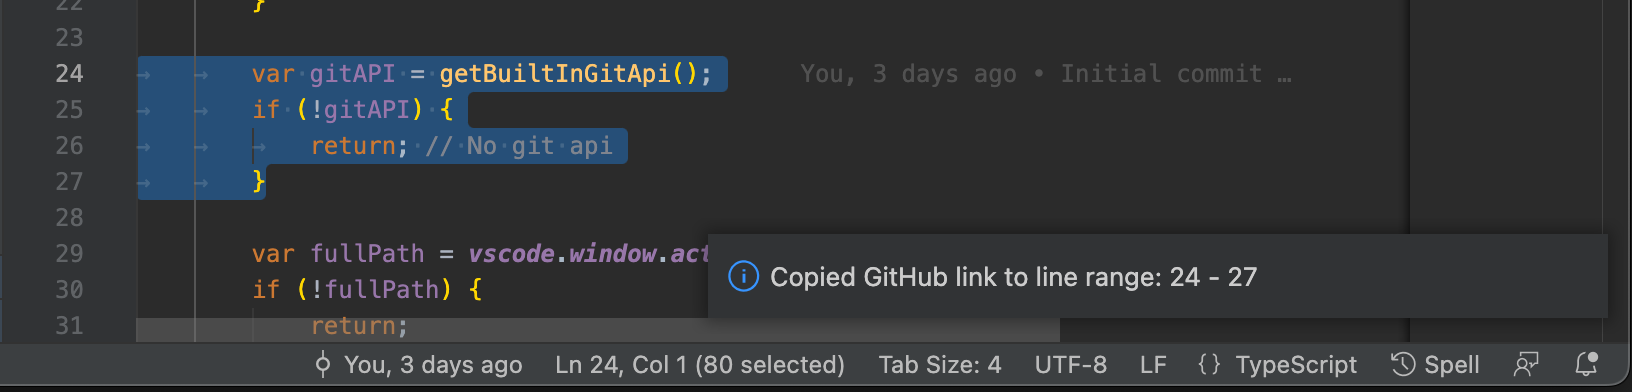 22 }
23
24 var gitAPI = getBuiltInGitApi(); You, 3 days ago • Initial commit …
25 if (!gitAPI) {
26 return; // No git api
27 }
28
29 var fullPath = vscode.window.act
30 if (!fullPath) {
31 return;
Copied GitHub link to line range: 24 - 27
You, 3 days ago Ln 24, Col 1 (80 selected) Tab Size: 4 UTF-8 LF {} TypeScript Spell